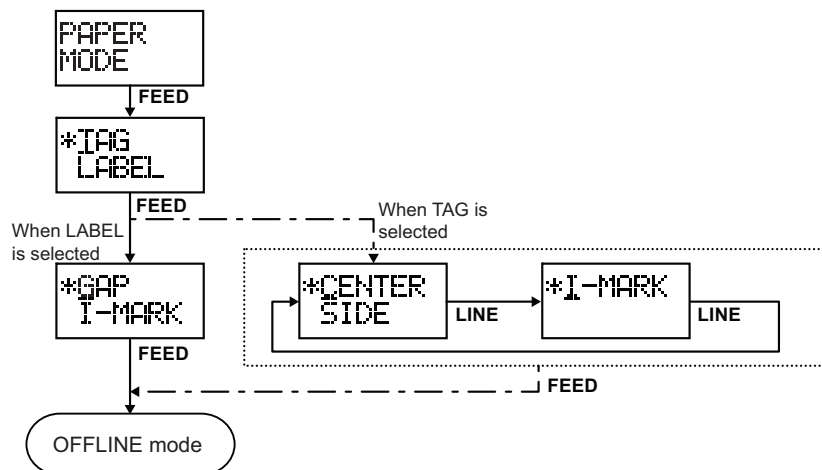 PAPER
MODE
FEED
*TAG
LABEL
FEED
When LABEL
is selected
When TAG is
selected
*GAP
I-MARK
*CENTER
SIDE
LINE
*I-MARK
LINE
FEED
FEED
OFFLINE mode